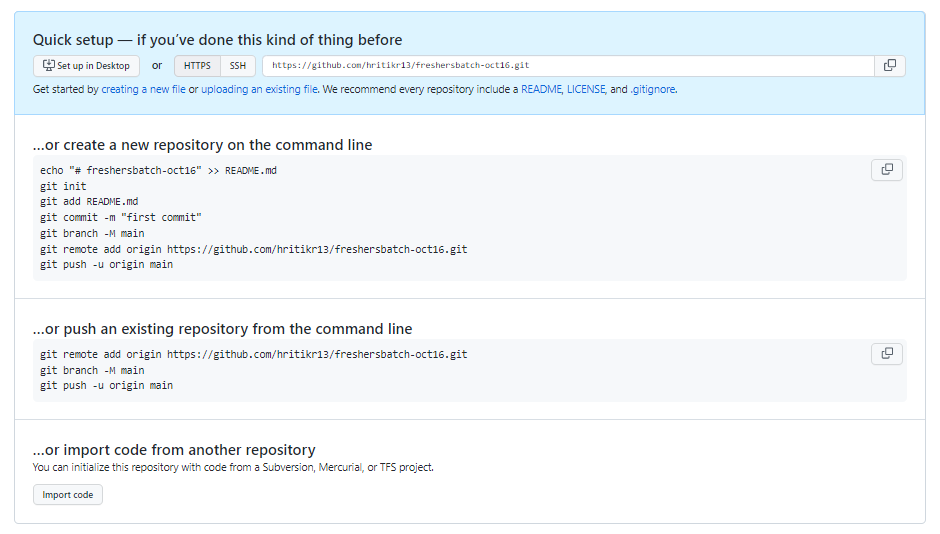 Quick setup — if you've done this kind of thing before
Set up in Desktop or HTTPS SSH https://github.com/hritikr13/freshersbatch-oct16.git
Get started by creating a new file or uploading an existing file. We recommend every repository include a README, LICENSE, and .gitignore.
...or create a new repository on the command line
echo "# freshersbatch-oct16" >> README.md
git init
git add README.md
git commit -m "first commit"
git branch -M main
git remote add origin https://github.com/hritikr13/freshersbatch-oct16.git
git push -u origin main
...or push an existing repository from the command line
git remote add origin https://github.com/hritikr13/freshersbatch-oct16.git
git branch -M main
git push -u origin main
...or import code from another repository
You can initialize this repository with code from a Subversion, Mercurial, or TFS project.
Import code